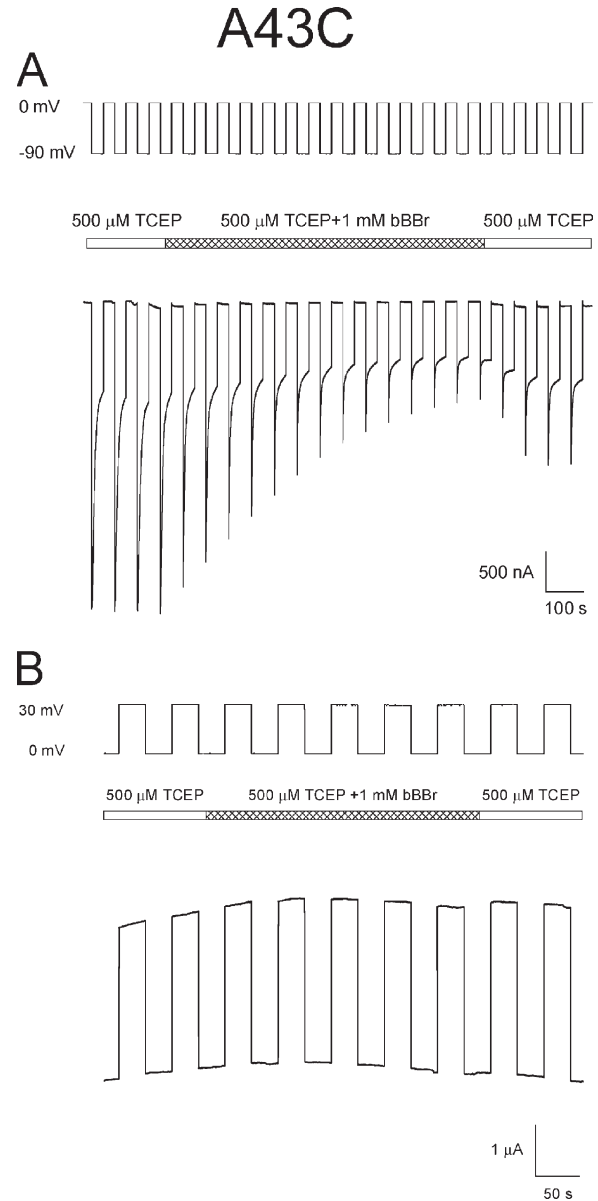 A43C
A
0 mV
-90 mV
500 μM TCEP 500 μM TCEP+1 mM bBBr 500 μM TCEP
500 nA
100 s
B
30 mV
0 mV
500 μM TCEP 500 μM TCEP +1 mM bBBr 500 μM TCEP
1 μA
50 s